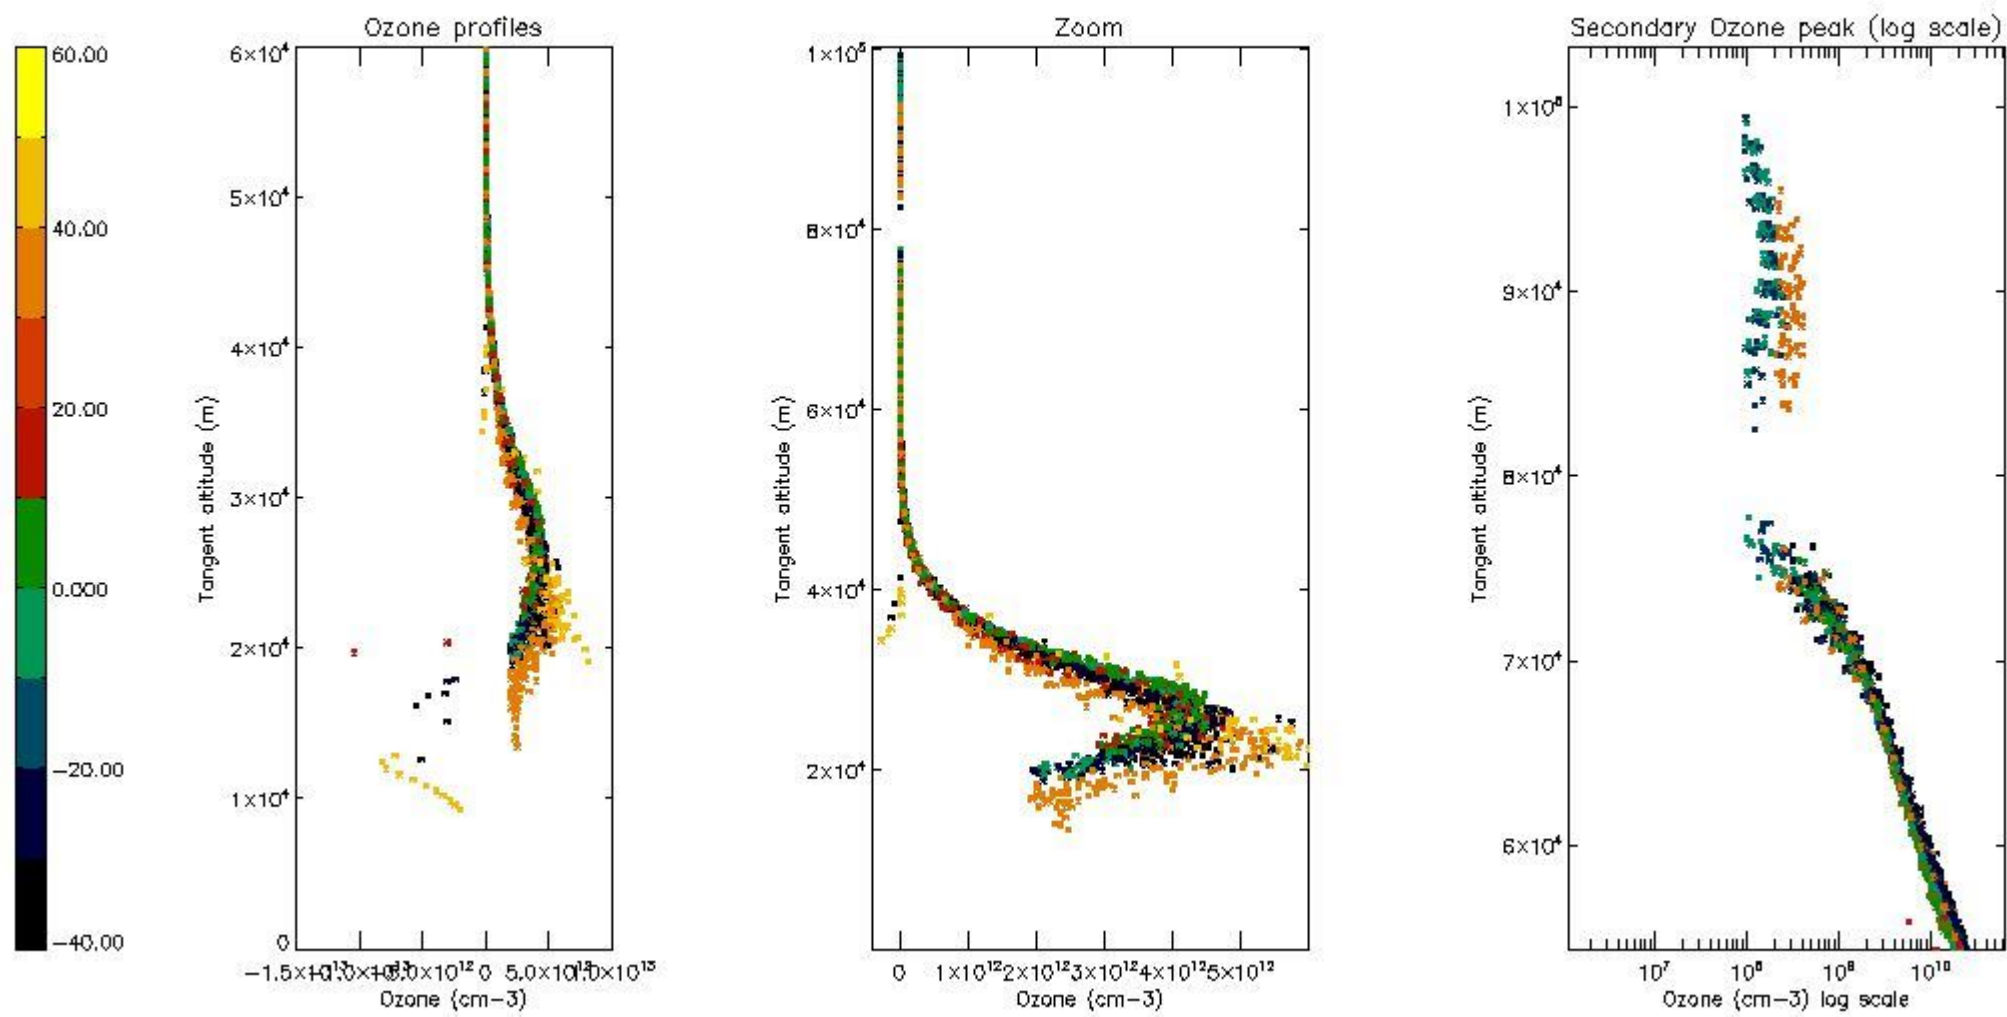 Ozone profiles
Zoom
Secondary Ozone peak (log scale)
60.00
40.00
20.00
0.000
−20.00
−40.00
Tangent altitude (m)
6×10⁴
5×10⁴
4×10⁴
3×10⁴
2×10⁴
1×10⁴
0
0
Ozone (cm−3)
Tangent altitude (m)
1×10⁵
8×10⁴
6×10⁴
4×10⁴
2×10⁴
0 1×10¹²2×10¹²3×10¹²4×10¹²5×10¹²
Ozone (cm−3)
Tangent altitude (m)
9×10⁴
8×10⁴
7×10⁴
6×10⁴
10⁷ 10⁸ 10⁹ 10¹⁰
Ozone (cm−3) log scale